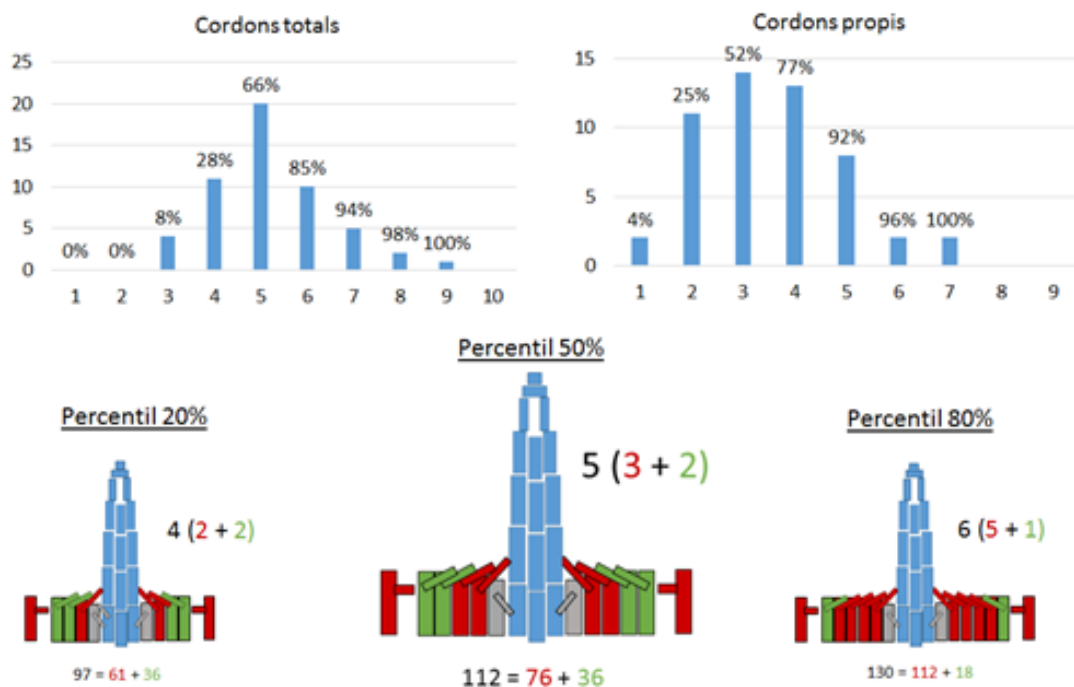 Cordons totals
25
20
15
10
5
0
0%
0%
8%
28%
66%
85%
94%
98%
100%
1 2 3 4 5 6 7 8 9 10
Cordons propis
15
10
5
0
4%
25%
52%
77%
92%
96%
100%
1 2 3 4 5 6 7 8 9
Percentil 20%
4 (2 + 2)
97 = 61 + 36
Percentil 50%
5 (3 + 2)
112 = 76 + 36
Percentil 80%
6 (5 + 1)
130 = 112 + 18